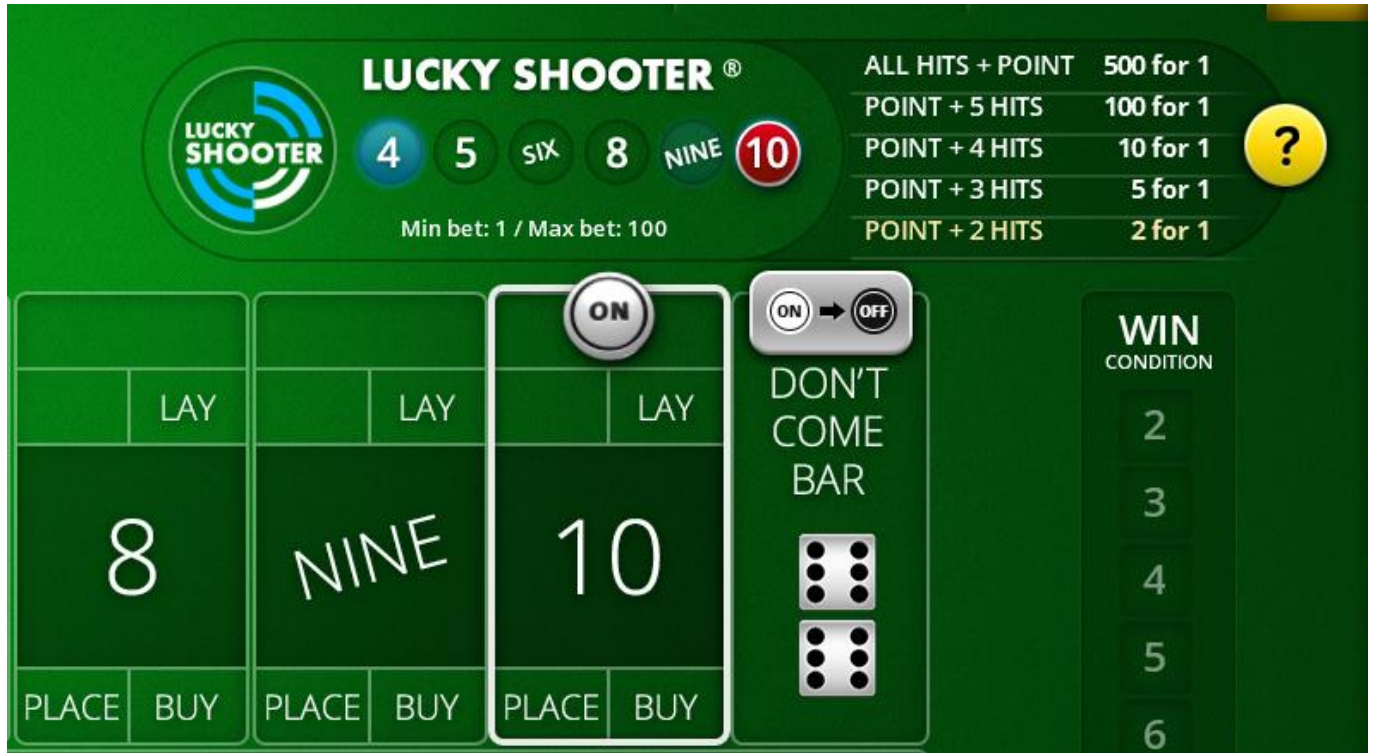 LUCKY SHOOTER ®
LUCKY
SHOOTER
4 5 SIX 8 NINE 10
Min bet: 1 / Max bet: 100
ALL HITS + POINT 500 for 1
POINT + 5 HITS 100 for 1
POINT + 4 HITS 10 for 1
POINT + 3 HITS 5 for 1
POINT + 2 HITS 2 for 1
?
LAY
8
PLACE BUY
LAY
NINE
PLACE BUY
ON
LAY
10
PLACE BUY
ON OFF
DON'T
COME
BAR
WIN
CONDITION
2
3
4
5
6